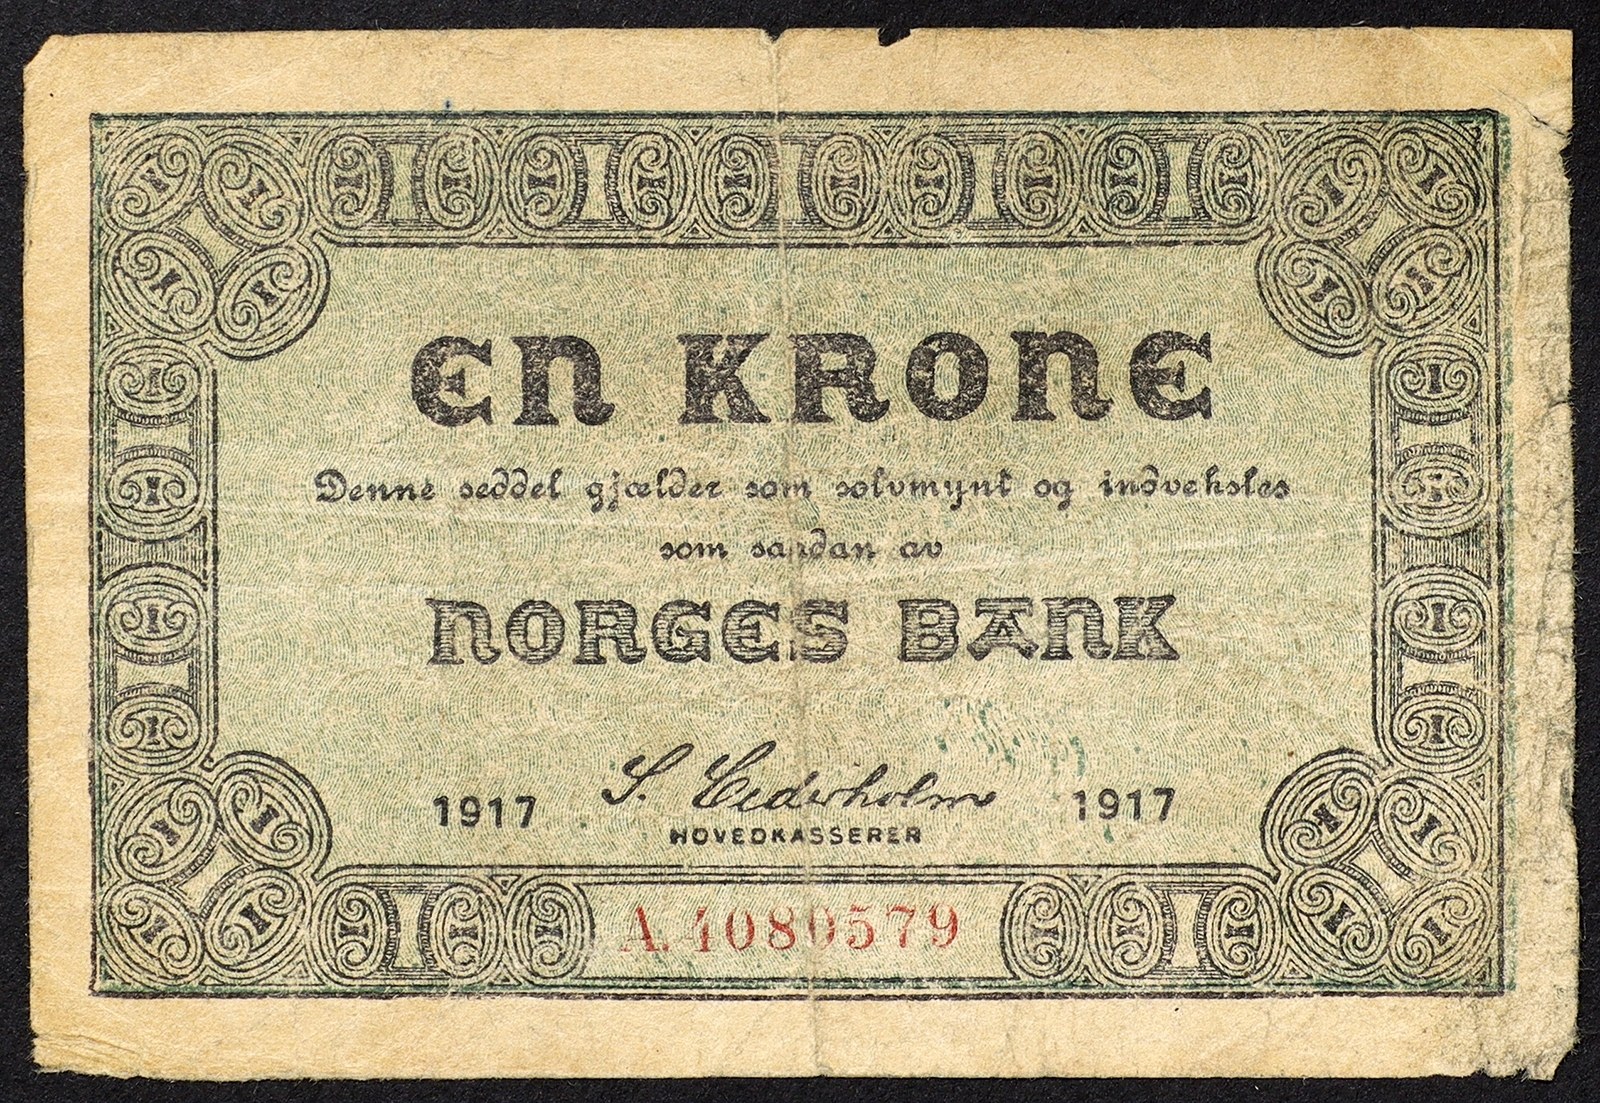 EN KRONE
Denne seddel gjælder som sølvmynt og indveksles
som saadan av
NORGES BANK
1917 S. Cederholm 1917
HOVEDKASSERER
A.4080579